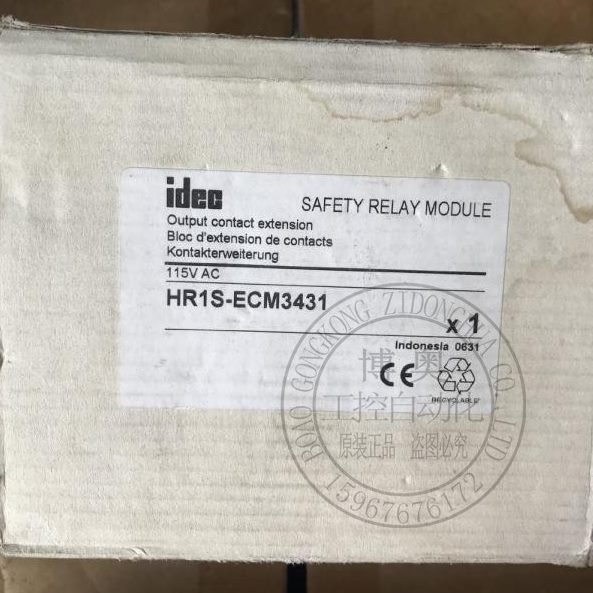 idec
SAFETY RELAY MODULE
Output contact extension
Bloc d'extension de contacts
Kontakterweiterung
115V AC
HR1S-ECM3431
x 1
Indonesia 0631
CE
RECYCLABLE
BOAO GONGKONG ZIDONGHUA CO.,LTD
博奥
工控自动化
原装正品 盗图必究
15967676172